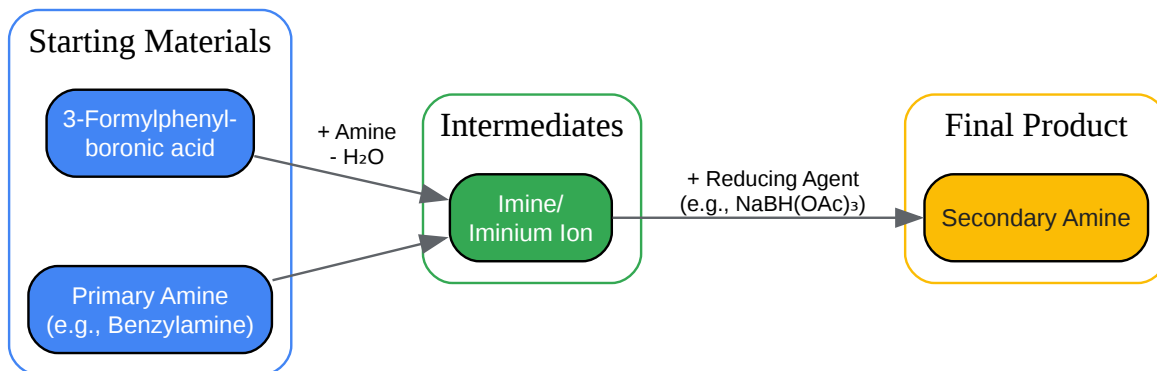 Starting Materials
3-Formylphenyl-
boronic acid
Primary Amine
(e.g., Benzylamine)
+ Amine
- H₂O
Intermediates
Imine/
Iminium Ion
+ Reducing Agent
(e.g., NaBH(OAc)₃)
Final Product
Secondary Amine